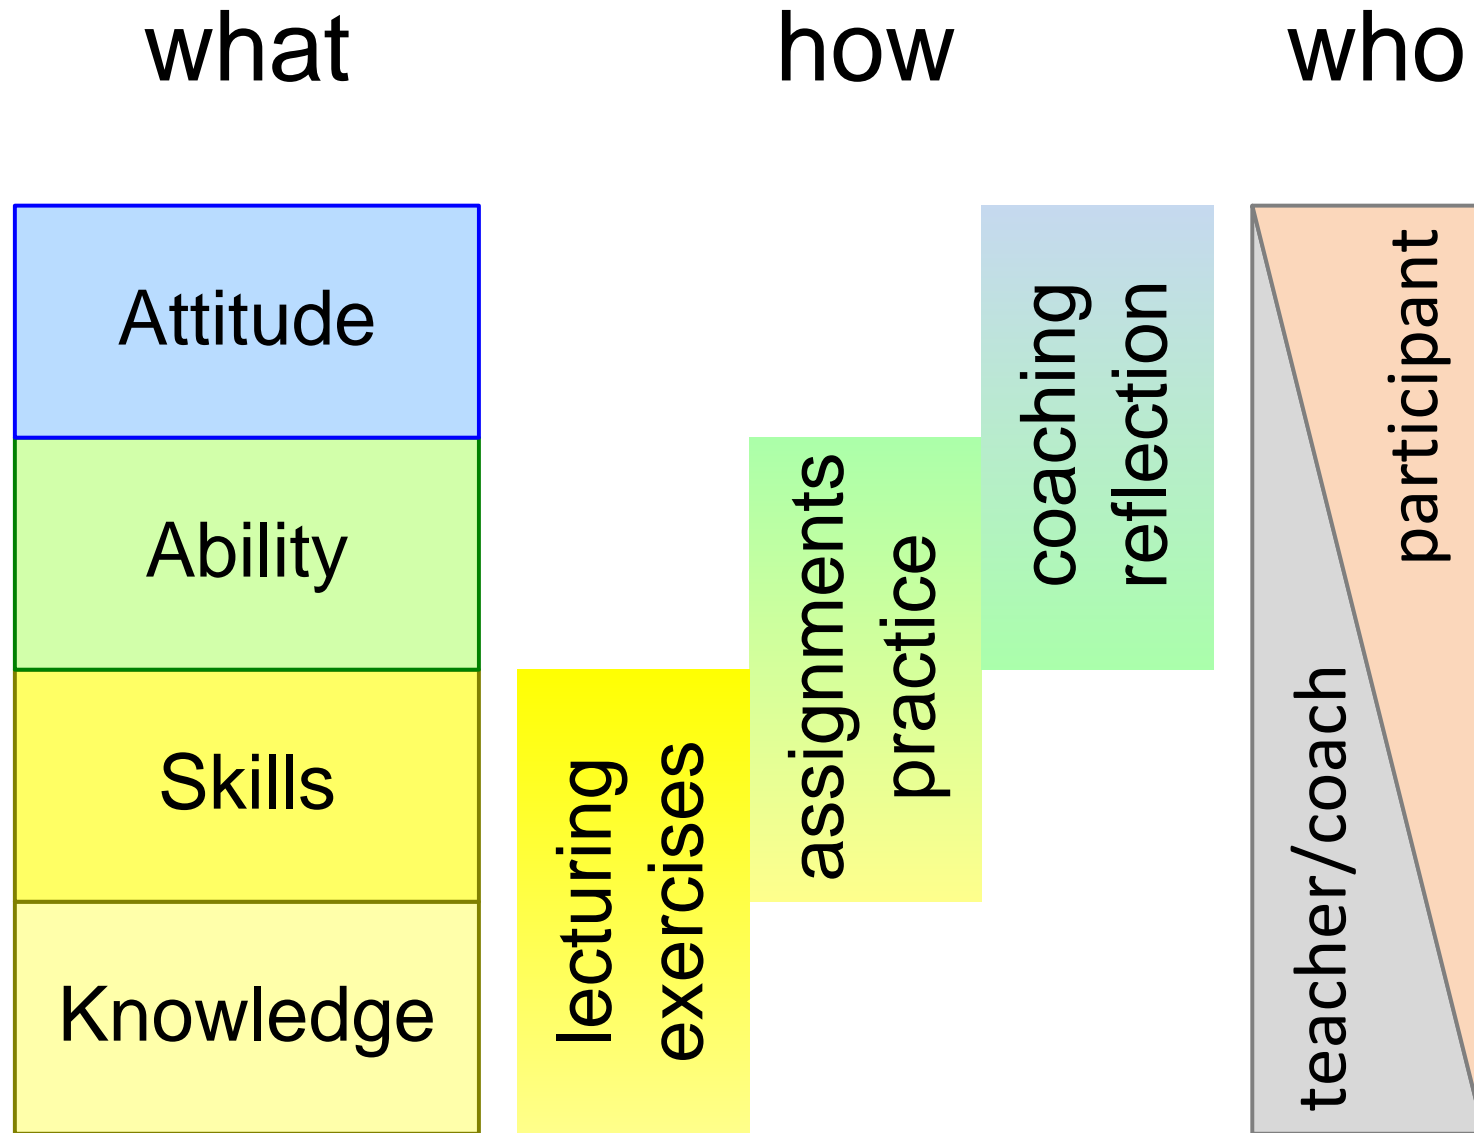 what
how
who
Attitude
Ability
Skills
Knowledge
lecturing
exercises
assignments
practice
coaching
reflection
teacher/coach
participant